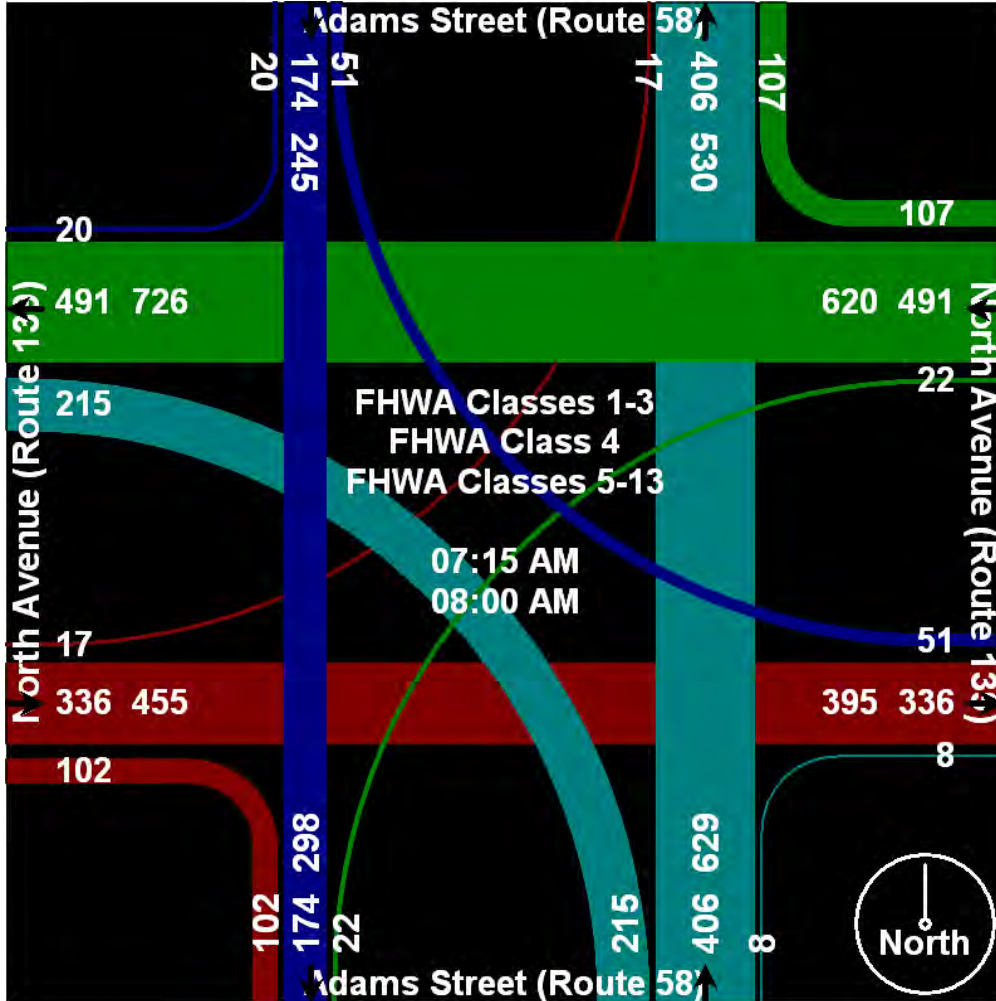 Adams Street (Route 58)
20 174 245 51
17 406 530 107
107
20
491 726
620 491
22
215
North Avenue (Route 139)
North Avenue (Route 139)
FHWA Classes 1-3
FHWA Class 4
FHWA Classes 5-13
07:15 AM
08:00 AM
17
51
336 455
395 336
102
8
102 174 298 22
215 406 629 8
North
Adams Street (Route 58)